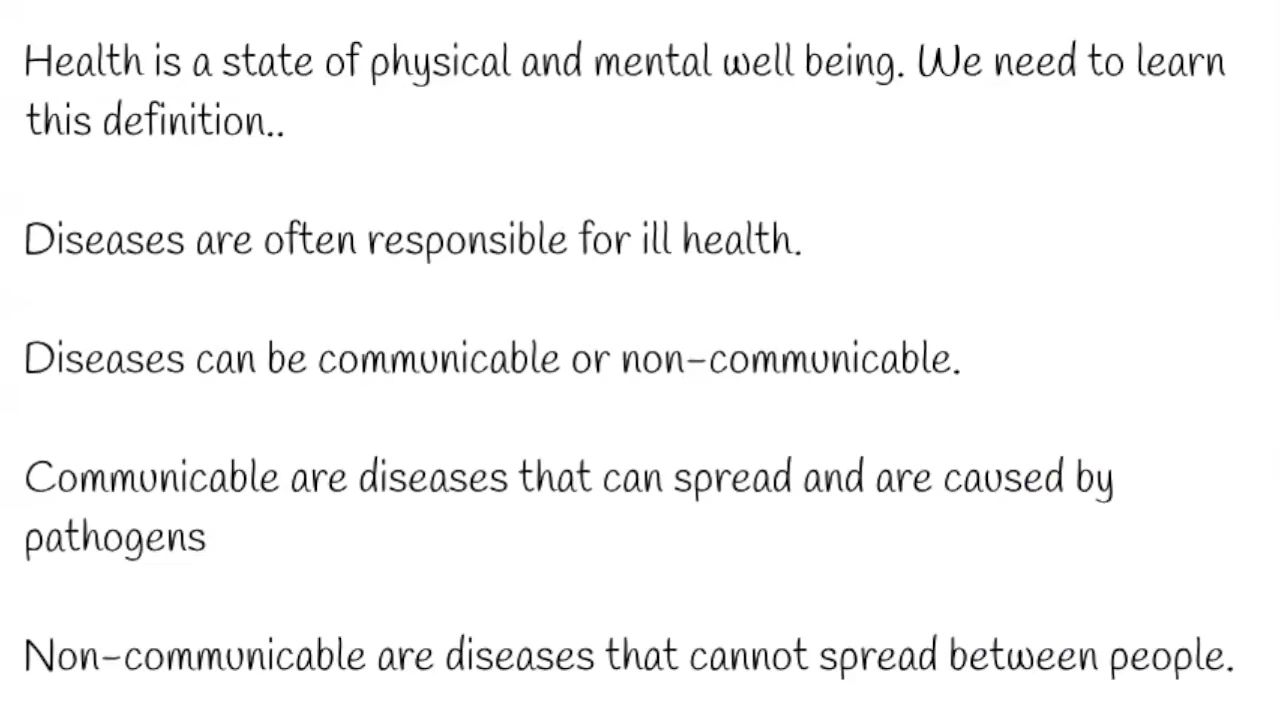 Health is a state of physical and mental well being. We need to learn
this definition..
Diseases are often responsible for ill health.
Diseases can be communicable or non-communicable.
Communicable are diseases that can spread and are caused by
pathogens
Non-communicable are diseases that cannot spread between people.